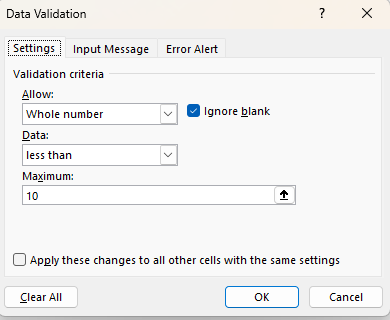 Data Validation ? ×
Settings Input Message Error Alert
Validation criteria
Allow:
Whole number Ignore blank
Data:
less than
Maximum:
10
Apply these changes to all other cells with the same settings
Clear All OK Cancel